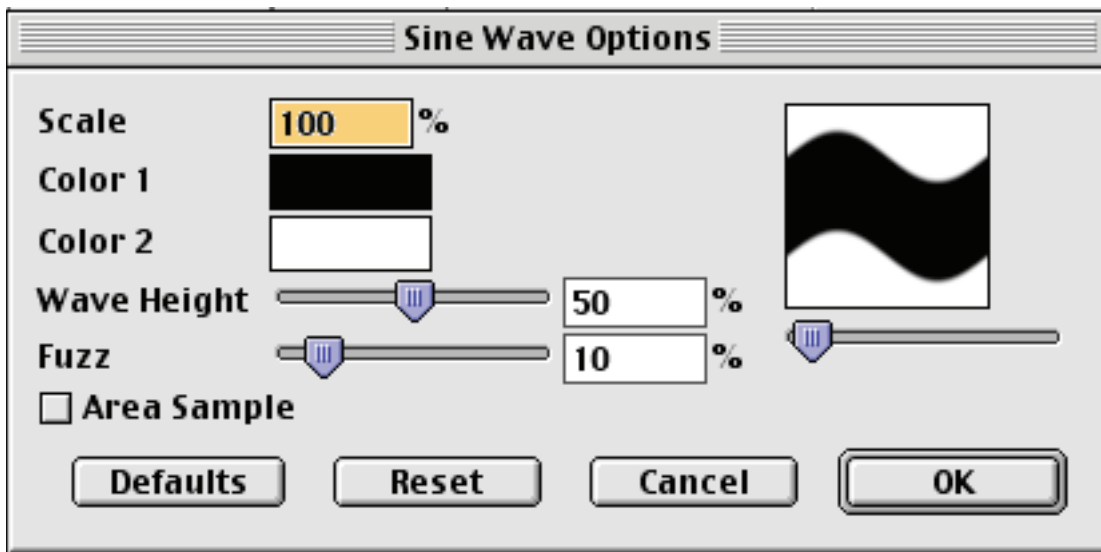 Sine Wave Options
Scale 100 %
Color 1
Color 2
Wave Height 50 %
Fuzz 10 %
Area Sample
Defaults Reset Cancel OK